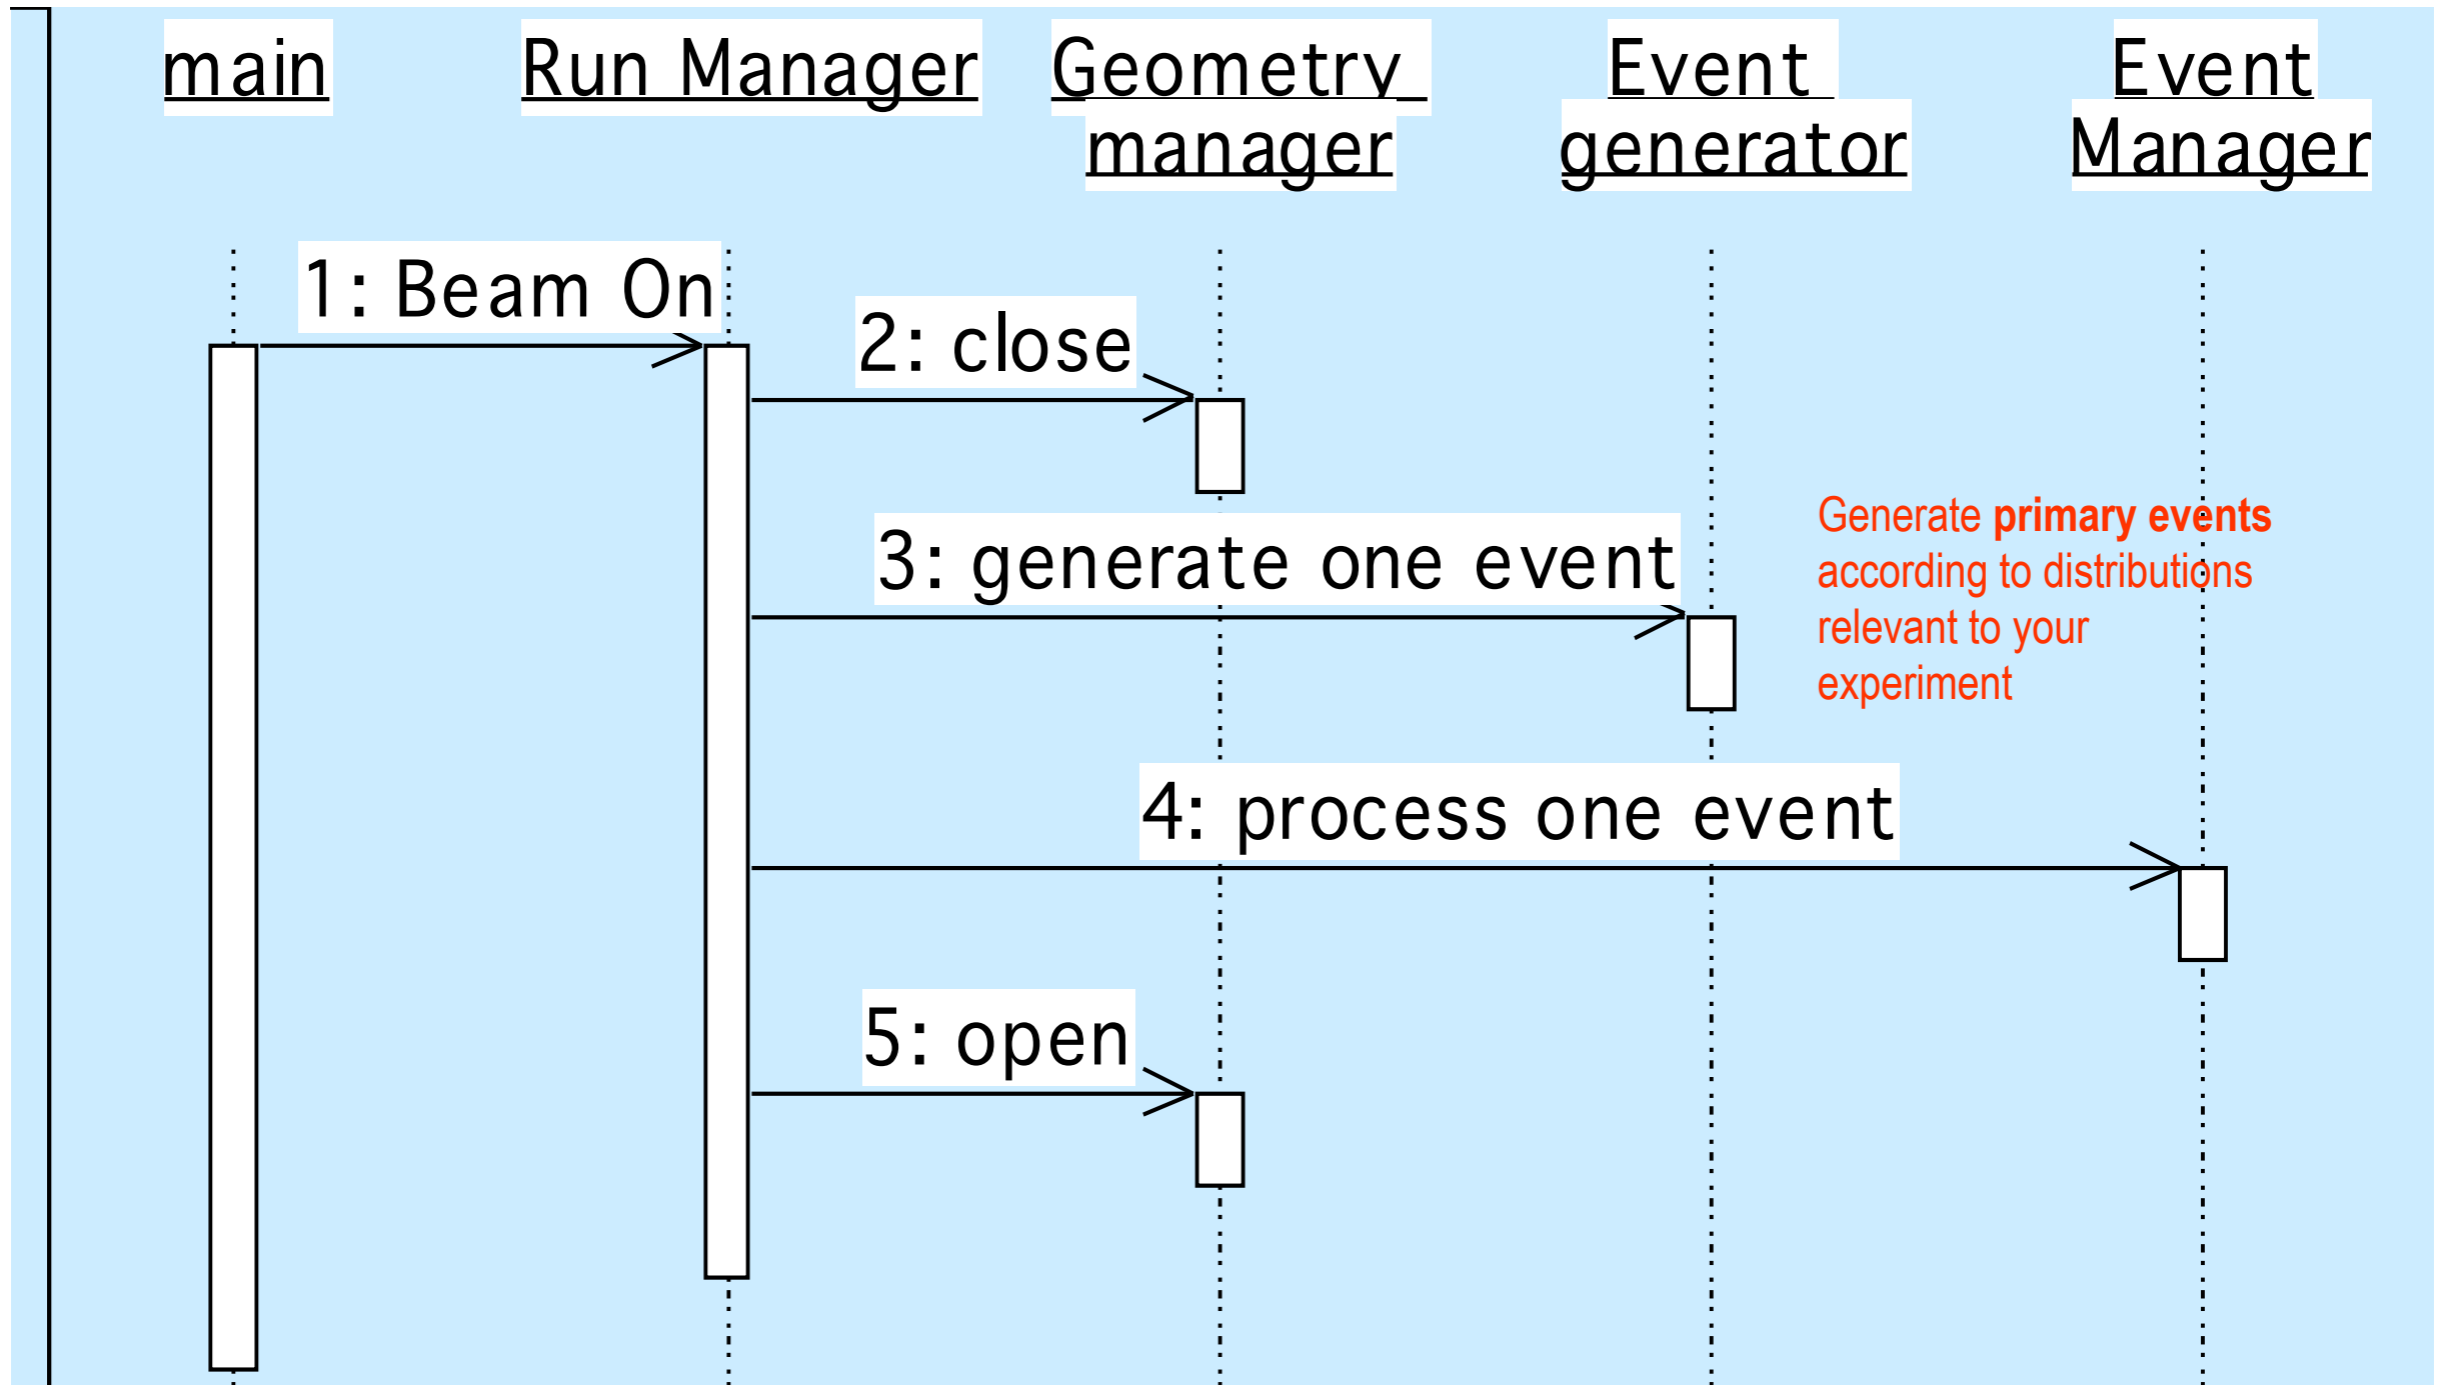 main
Run Manager
Geometry
manager
Event
generator
Event
Manager
1: Beam On
2: close
3: generate one event
Generate primary events
according to distributions
relevant to your
experiment
4: process one event
5: open